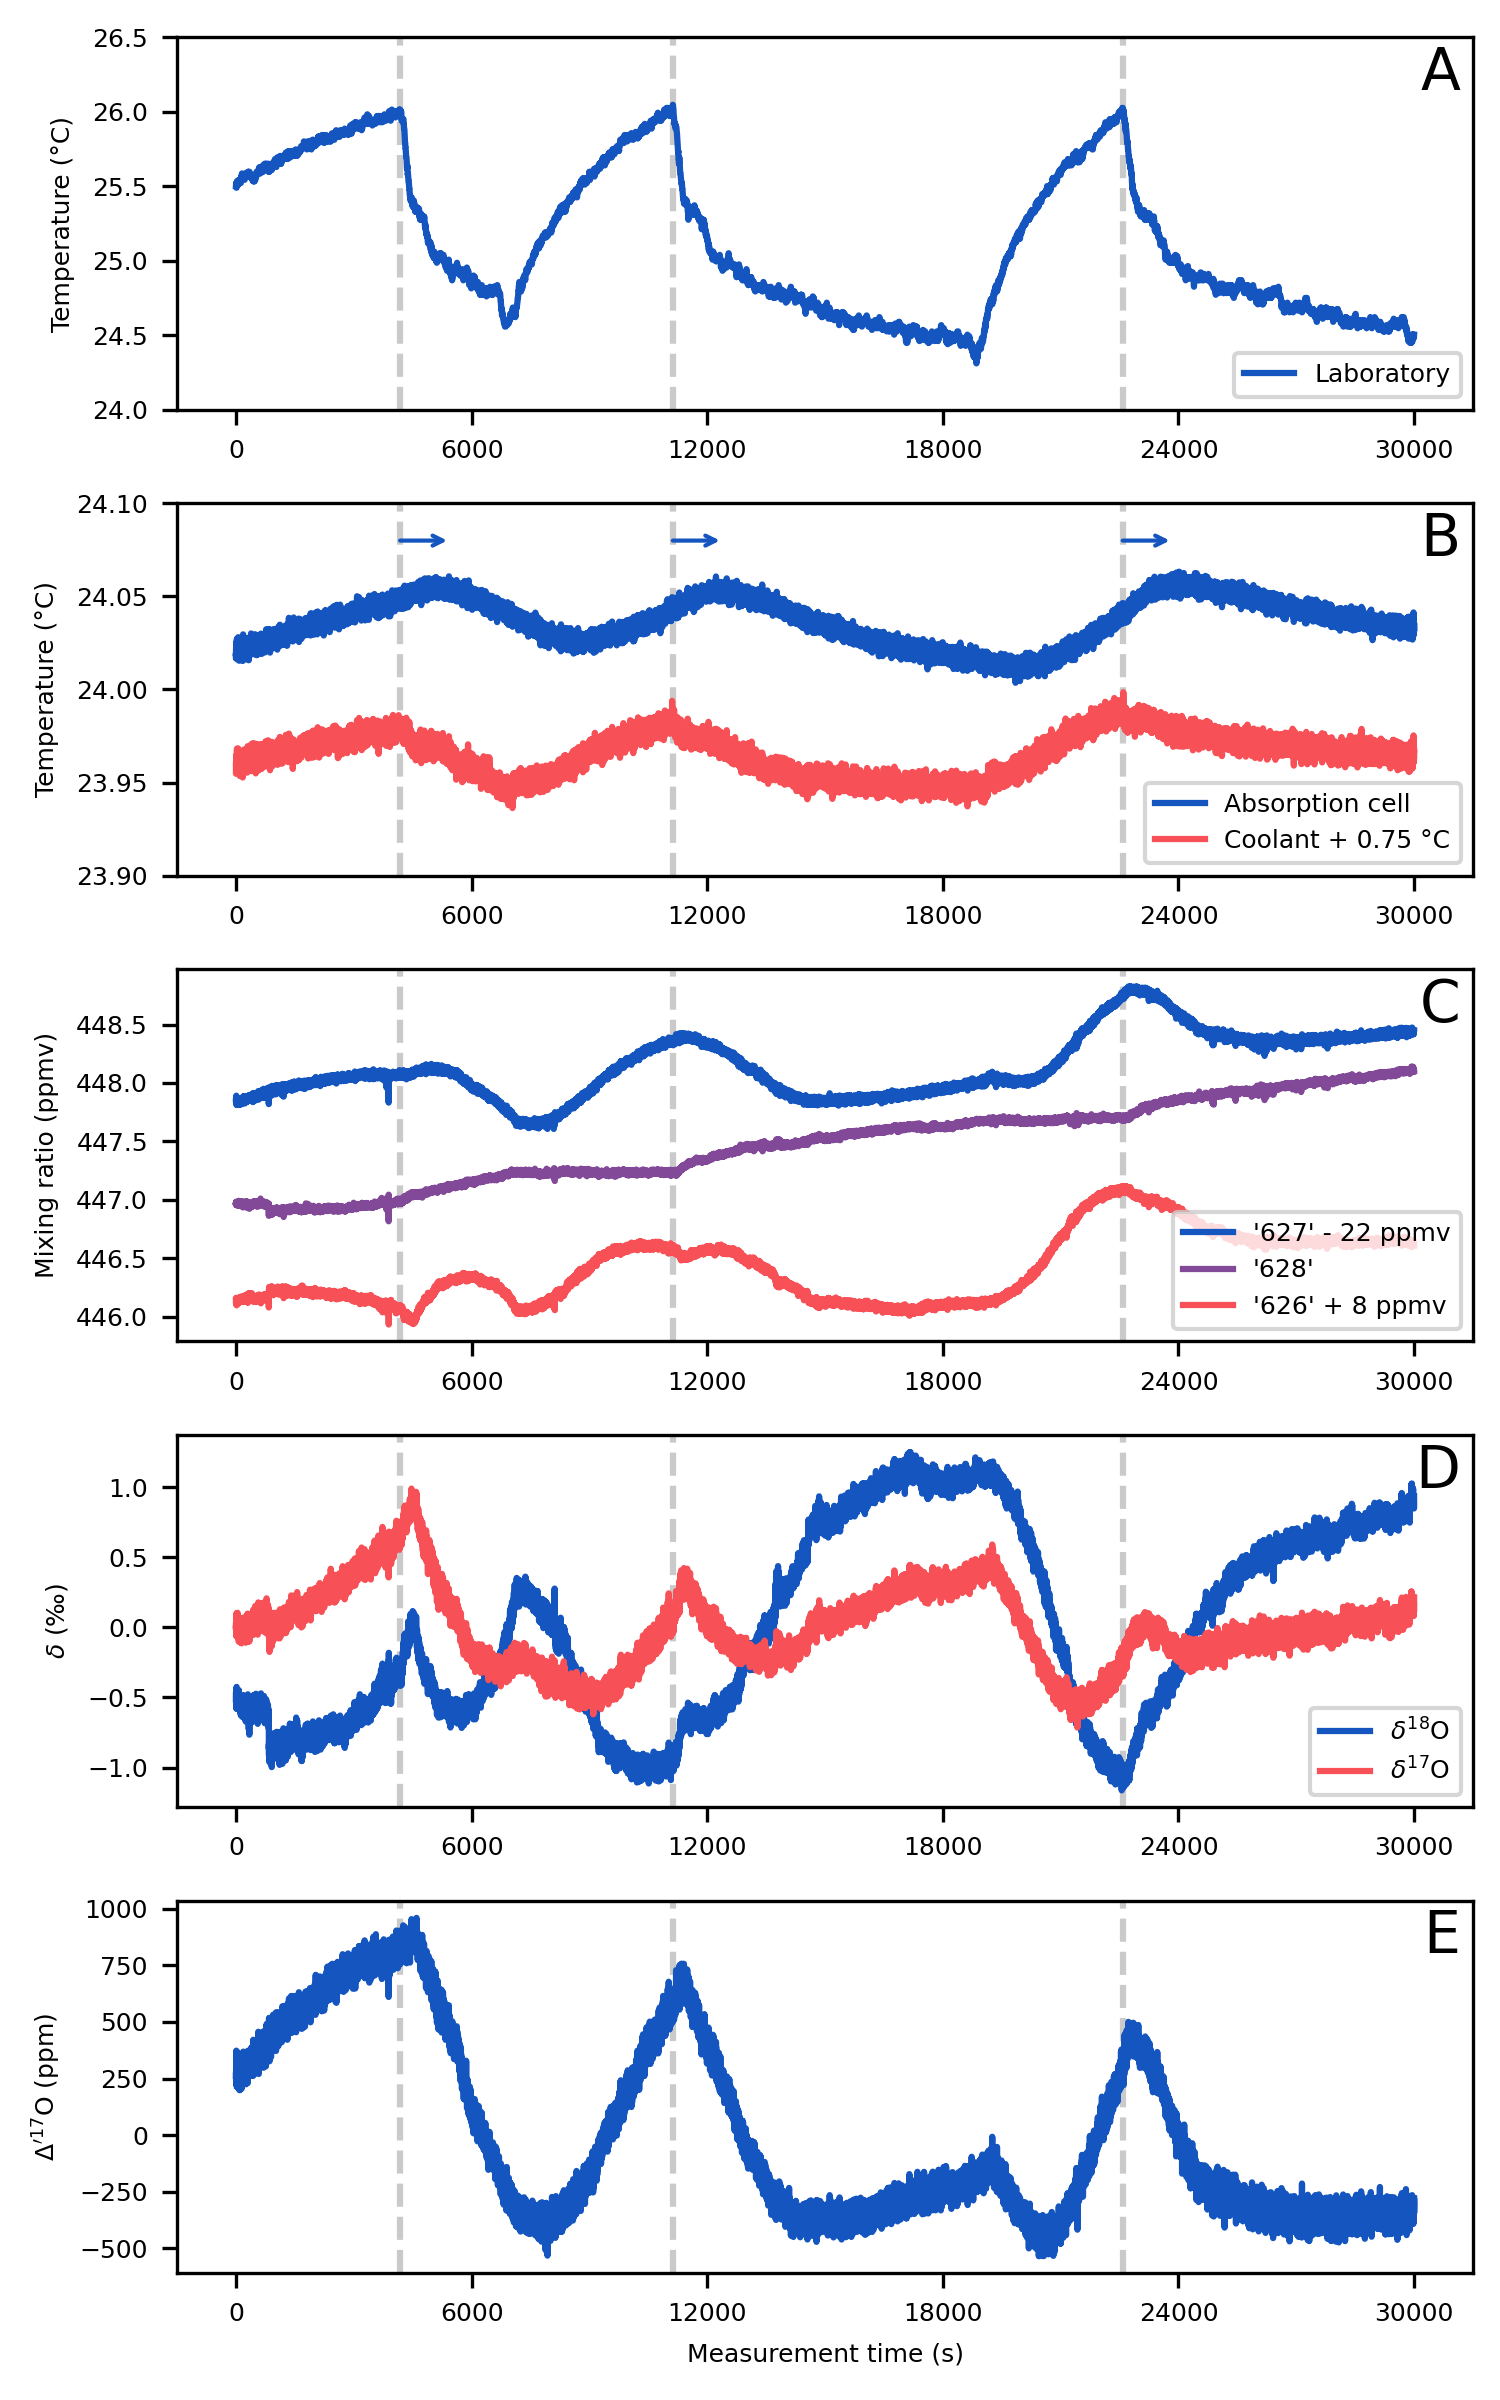 A
Temperature (°C)
26.5
26.0
25.5
25.0
24.5
24.0
Laboratory
0 6000 12000 18000 24000 30000
B
Temperature (°C)
24.10
24.05
24.00
23.95
23.90
Absorption cell
Coolant + 0.75 °C
0 6000 12000 18000 24000 30000
C
Mixing ratio (ppmv)
448.5
448.0
447.5
447.0
446.5
446.0
'627' - 22 ppmv
'628'
'626' + 8 ppmv
0 6000 12000 18000 24000 30000
D
δ (‰)
1.0
0.5
0.0
−0.5
−1.0
δ¹⁸O
δ¹⁷O
0 6000 12000 18000 24000 30000
E
Δ′¹⁷O (ppm)
1000
750
500
250
0
−250
−500
0 6000 12000 18000 24000 30000
Measurement time (s)